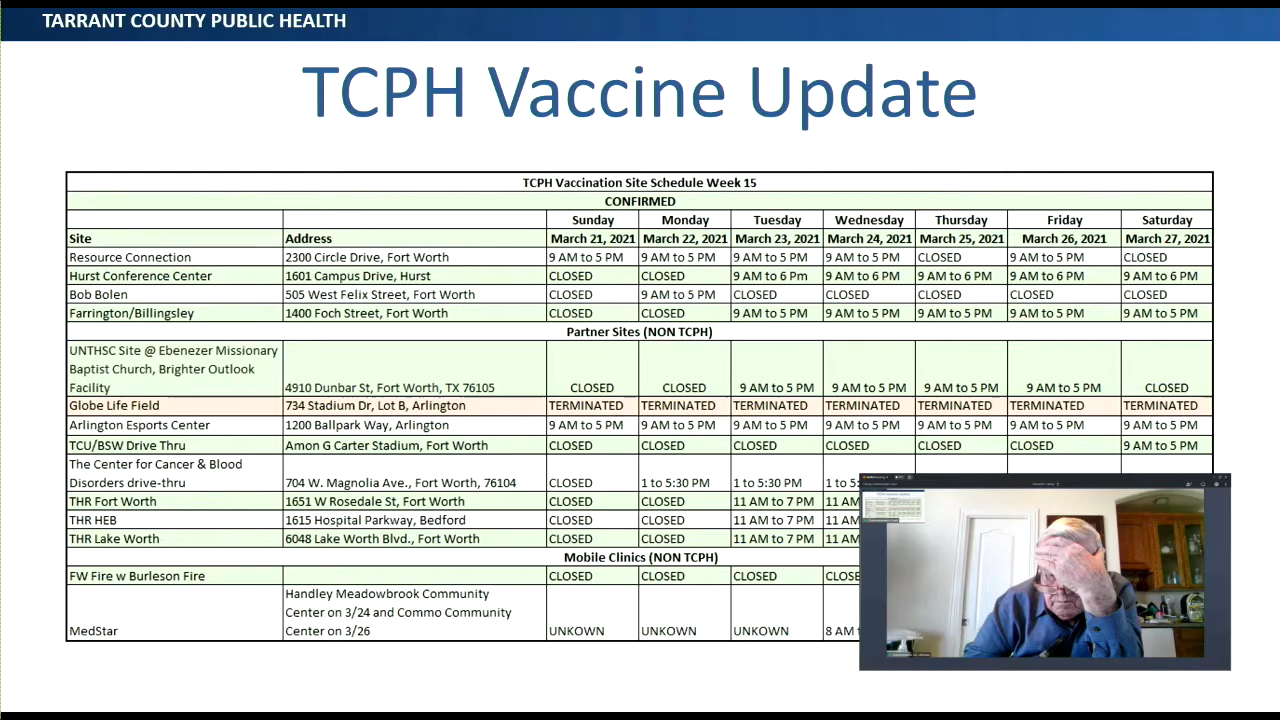 TARRANT COUNTY PUBLIC HEALTH
TCPH Vaccine Update
TCPH Vaccination Site Schedule Week 15
CONFIRMED
Sunday Monday Tuesday Wednesday Thursday Friday Saturday
Site Address March 21, 2021 March 22, 2021 March 23, 2021 March 24, 2021 March 25, 2021 March 26, 2021 March 27, 2021
Resource Connection 2300 Circle Drive, Fort Worth 9 AM to 5 PM 9 AM to 5 PM 9 AM to 5 PM 9 AM to 5 PM CLOSED 9 AM to 5 PM CLOSED
Hurst Conference Center 1601 Campus Drive, Hurst CLOSED CLOSED 9 AM to 6 Pm 9 AM to 6 PM 9 AM to 6 PM 9 AM to 6 PM 9 AM to 6 PM
Bob Bolen 505 West Felix Street, Fort Worth CLOSED 9 AM to 5 PM CLOSED CLOSED CLOSED CLOSED CLOSED
Farrington/Billingsley 1400 Foch Street, Fort Worth CLOSED CLOSED 9 AM to 5 PM 9 AM to 5 PM 9 AM to 5 PM 9 AM to 5 PM 9 AM to 5 PM
Partner Sites (NON TCPH)
UNTHSC Site @ Ebenezer Missionary
Baptist Church, Brighter Outlook
Facility 4910 Dunbar St, Fort Worth, TX 76105 CLOSED CLOSED 9 AM to 5 PM 9 AM to 5 PM 9 AM to 5 PM 9 AM to 5 PM CLOSED
Globe Life Field 734 Stadium Dr, Lot B, Arlington TERMINATED TERMINATED TERMINATED TERMINATED TERMINATED TERMINATED TERMINATED
Arlington Esports Center 1200 Ballpark Way, Arlington 9 AM to 5 PM 9 AM to 5 PM 9 AM to 5 PM 9 AM to 5 PM 9 AM to 5 PM 9 AM to 5 PM 9 AM to 5 PM
TCU/BSW Drive Thru Amon G Carter Stadium, Fort Worth CLOSED CLOSED CLOSED CLOSED CLOSED CLOSED 9 AM to 5 PM
The Center for Cancer & Blood
Disorders drive-thru 704 W. Magnolia Ave., Fort Worth, 76104 CLOSED 1 to 5:30 PM 1 to 5:30 PM 1 to 5
THR Fort Worth 1651 W Rosedale St, Fort Worth CLOSED CLOSED 11 AM to 7 PM 11 AM
THR HEB 1615 Hospital Parkway, Bedford CLOSED CLOSED 11 AM to 7 PM 11 AM
THR Lake Worth 6048 Lake Worth Blvd., Fort Worth CLOSED CLOSED 11 AM to 7 PM 11 AM
Mobile Clinics (NON TCPH)
FW Fire w Burleson Fire CLOSED CLOSED CLOSED CLOSE
Handley Meadowbrook Community
Center on 3/24 and Commo Community
MedStar Center on 3/26 UNKOWN UNKOWN UNKOWN 8 AM